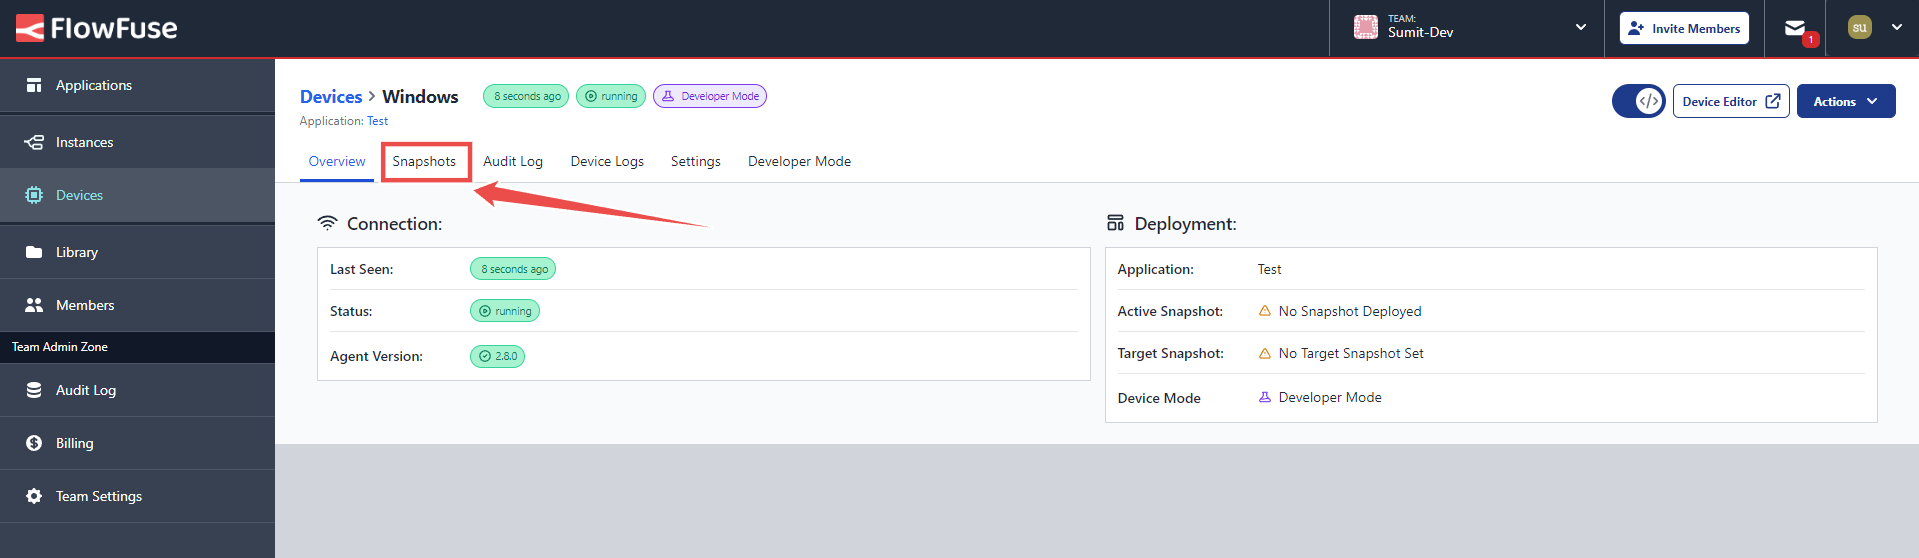 FlowFuse
TEAM:
Sumit-Dev
Invite Members
1
su
Applications
Instances
Devices
Library
Members
Team Admin Zone
Audit Log
Billing
Team Settings
Devices > Windows
8 seconds ago
running
Developer Mode
Application: Test
Device Editor
Actions
Overview
Snapshots
Audit Log
Device Logs
Settings
Developer Mode
Connection:
Last Seen: 8 seconds ago
Status: running
Agent Version: 2.8.0
Deployment:
Application: Test
Active Snapshot: No Snapshot Deployed
Target Snapshot: No Target Snapshot Set
Device Mode Developer Mode